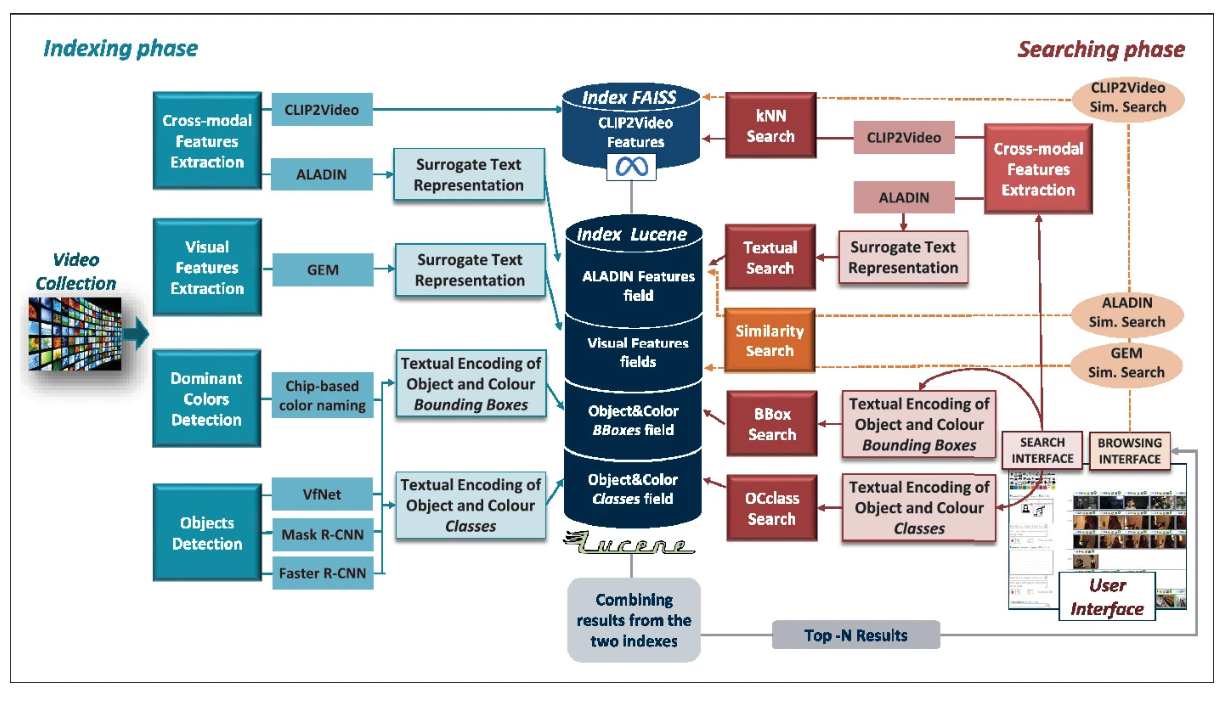 Indexing phase
Searching phase
Cross-modal
Features
Extraction
CLIP2Video
ALADIN
Surrogate Text
Representation
Visual
Features
Extraction
GEM
Surrogate Text
Representation
Video
Collection
Dominant
Colors
Detection
Chip-based
color naming
Textual Encoding of
Object and Colour
Bounding Boxes
Objects
Detection
VfNet
Mask R-CNN
Faster R-CNN
Textual Encoding of
Object and Colour
Classes
Index FAISS
CLIP2Video
Features
Index Lucene
ALADIN Features
field
Visual Features
fields
Object&Color
BBoxes field
Object&Color
Classes field
Lucene
Combining
results from the
two indexes
Top -N Results
kNN
Search
CLIP2Video
ALADIN
Cross-modal
Features
Extraction
CLIP2Video
Sim. Search
Textual
Search
Surrogate Text
Representation
Similarity
Search
ALADIN
Sim. Search
GEM
Sim. Search
BBox
Search
Textual Encoding of
Object and Colour
Bounding Boxes
OCclass
Search
Textual Encoding of
Object and Colour
Classes
SEARCH
INTERFACE
BROWSING
INTERFACE
User
Interface